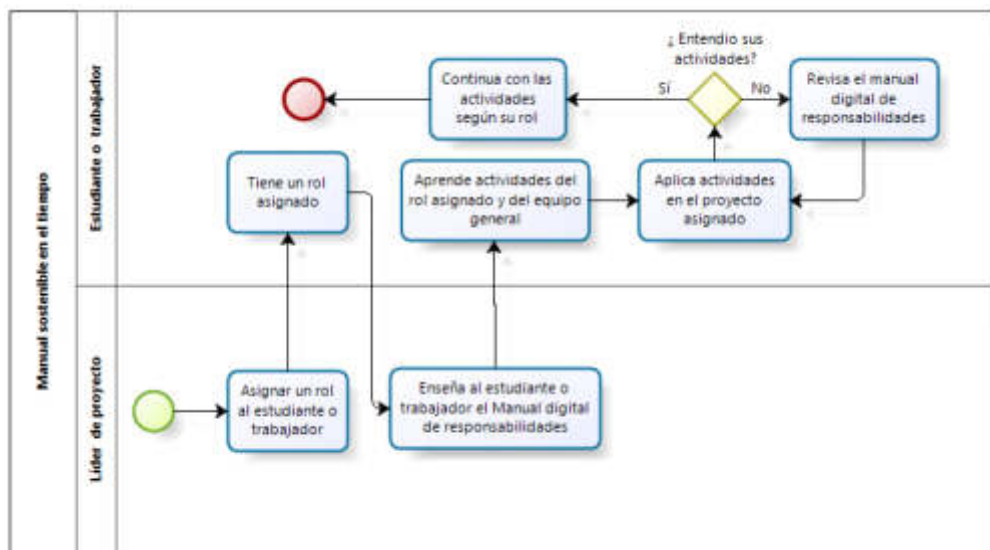 Manual sostenible en el tiempo
Estudiante o trabajador
¿ Entendio sus
actividades?
Continua con las
actividades
según su rol
Sí
No
Revisa el manual
digital de
responsabilidades
Tiene un rol
asignado
Aprende actividades del
rol asignado y del equipo
general
Aplica actividades
en el proyecto
asignado
Líder de proyecto
Asignar un rol
al estudiante o
trabajador
Enseña al estudiante o
trabajador el Manual digital
de responsabilidades